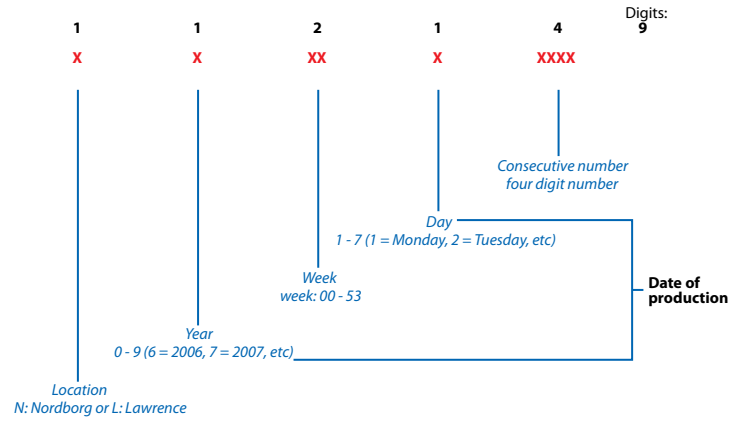 Digits:
1 1 2 1 4 9
X X XX X XXXX
Consecutive number
four digit number
Day
1 - 7 (1 = Monday, 2 = Tuesday, etc)
Week
week: 00 - 53
Date of
production
Year
0 - 9 (6 = 2006, 7 = 2007, etc)
Location
N: Nordborg or L: Lawrence